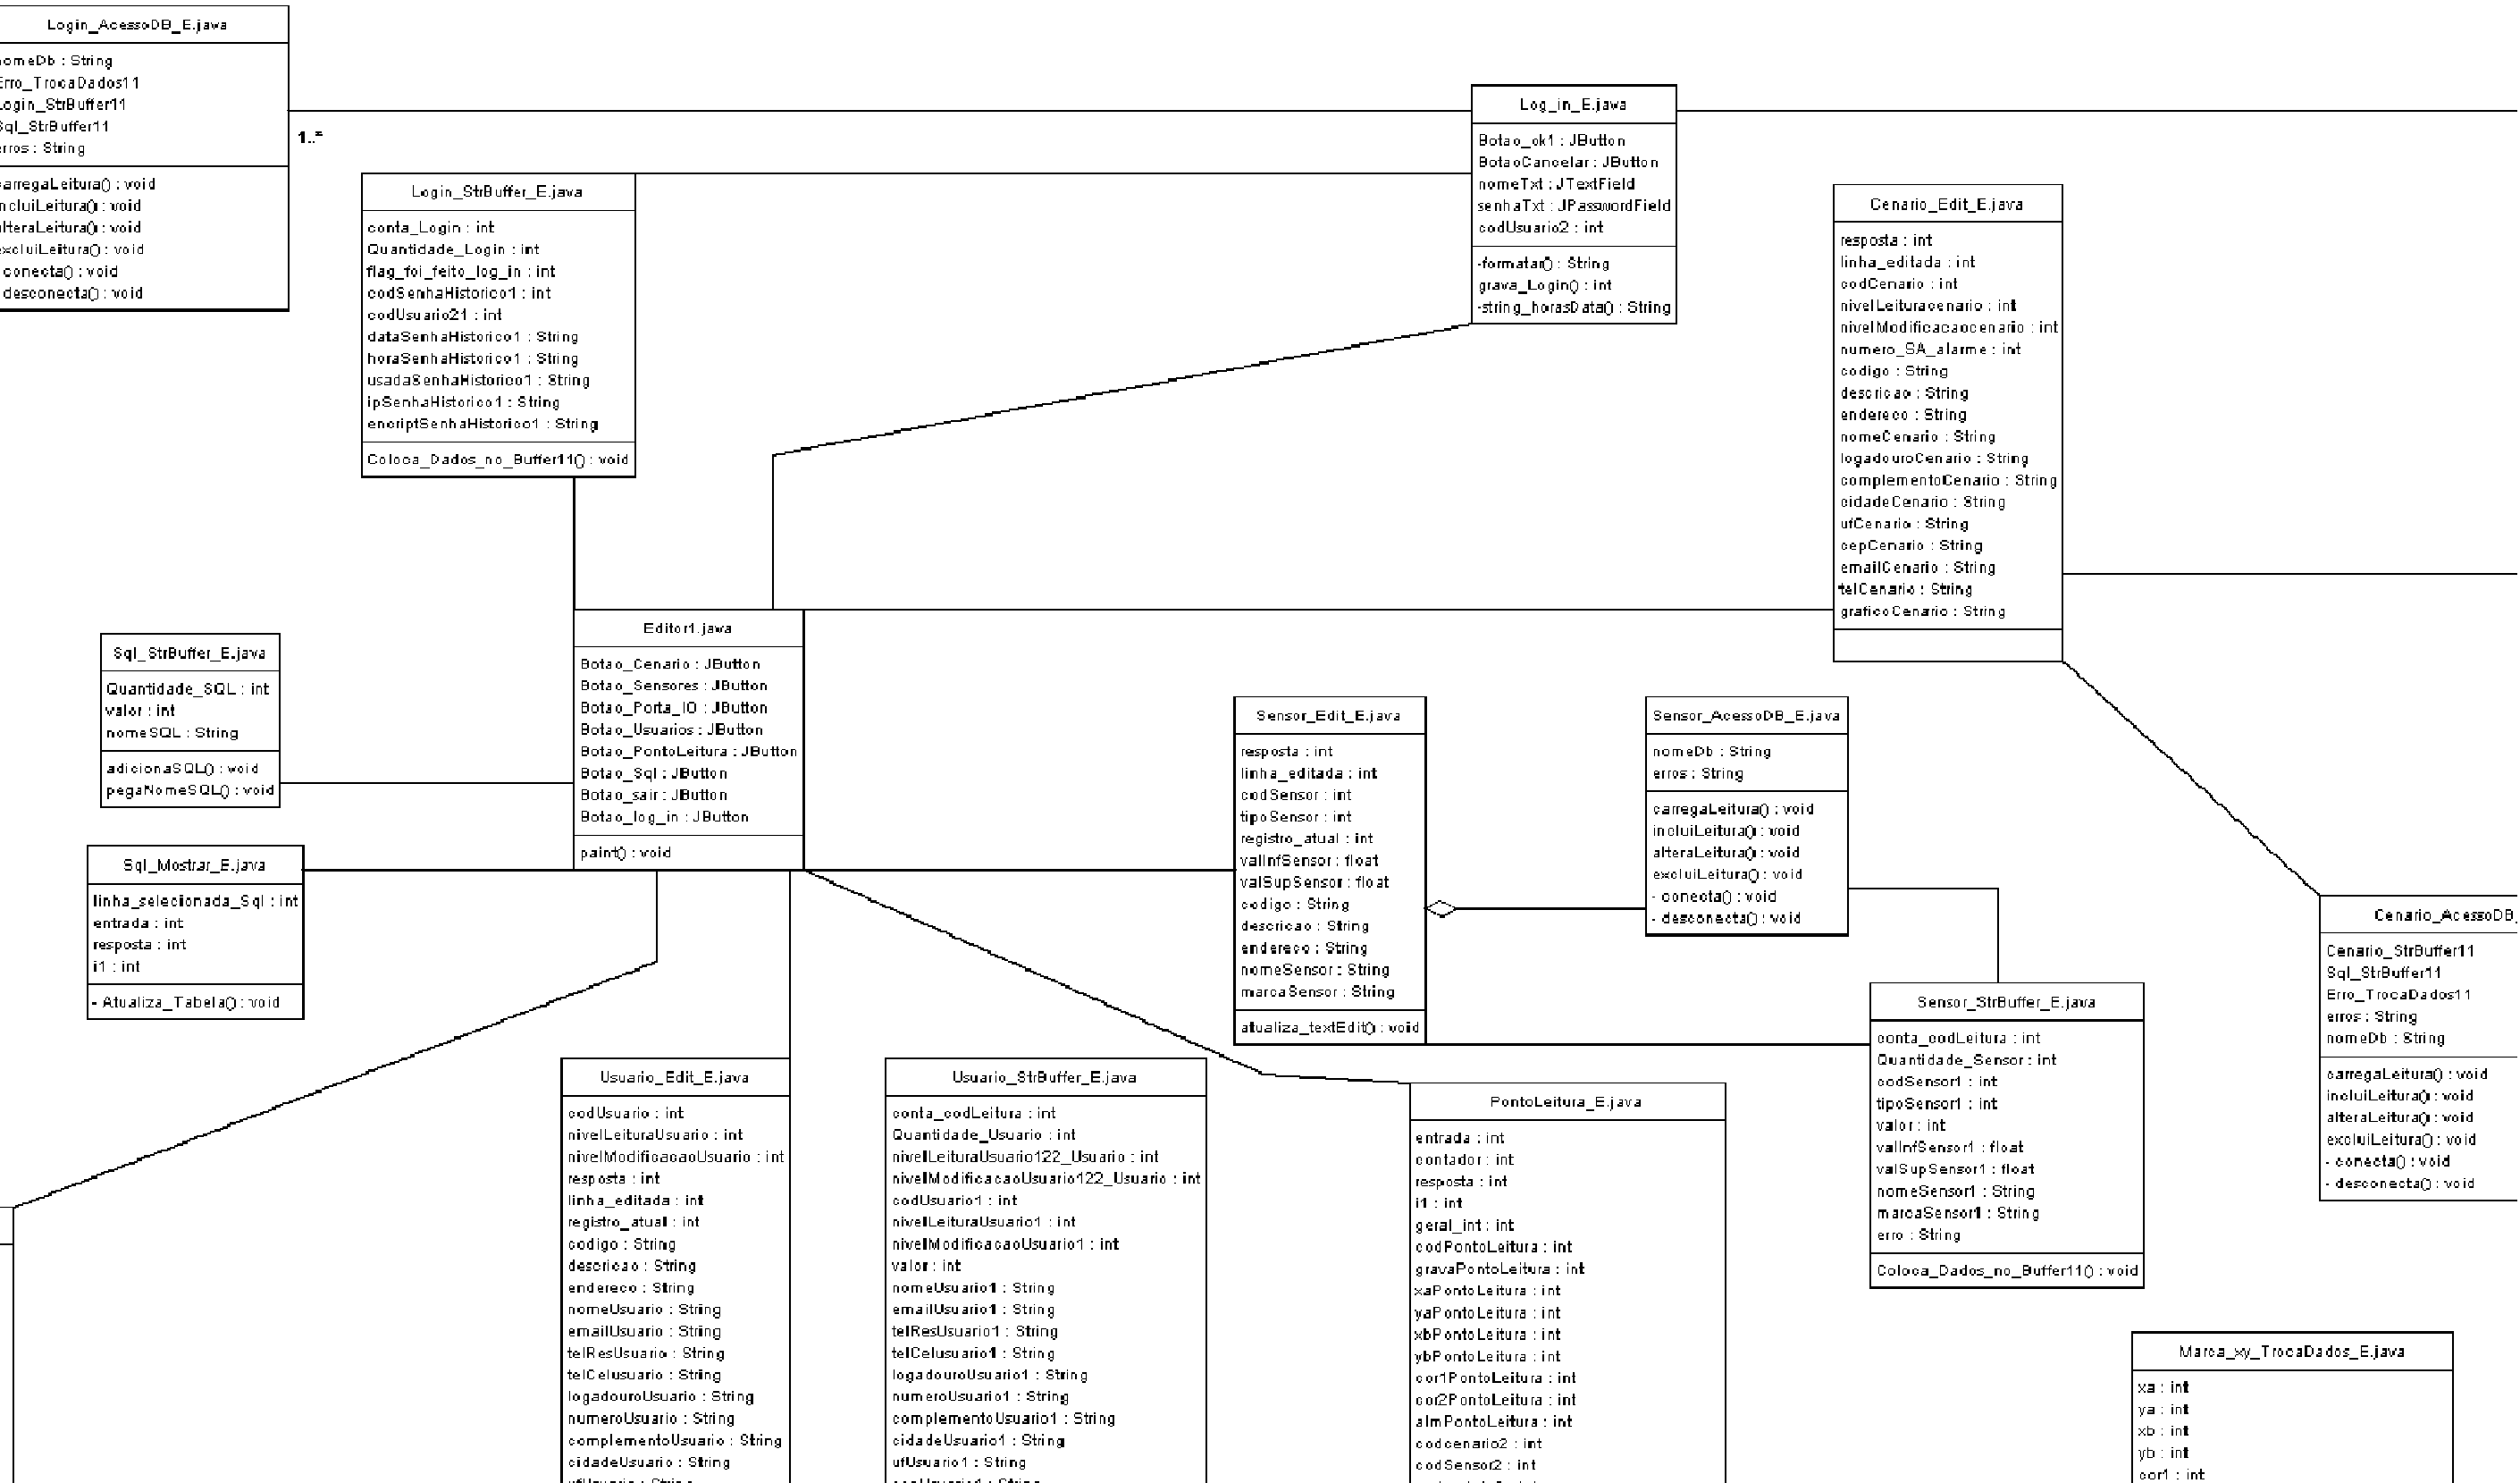 Login_AcessoDB_E.java
nomeDb : String
Erro_TrocaDados11
Login_StrBuffer11
Sql_StrBuffer11
erros : String
carregaLeitura() : void
incluiLeitura() : void
alteraLeitura() : void
excluiLeitura() : void
conecta() : void
desconecta() : void
1..*
Login_StrBuffer_E.java
conta_Login : int
Quantidade_Login : int
flag_foi_feito_log_in : int
codSenhaHistorico1 : int
codUsuario21 : int
dataSenhaHistorico1 : String
horaSenhaHistorico1 : String
usadaSenhaHistorico1 : String
ipSenhaHistorico1 : String
encriptSenhaHistorico1 : String
Coloca_Dados_no_Buffer11() : void
Log_in_E.java
Botao_ok1 : JButton
BotaoCancelar : JButton
nomeTxt : JTextField
senhaTxt : JPasswordField
codUsuario2 : int
-formatar() : String
grava_Login() : int
-string_horasData() : String
Cenario_Edit_E.java
resposta : int
linha_editada : int
codCenario : int
nivelLeituracenario : int
nivelModificacaocenario : int
numero_SA_alarme : int
codigo : String
descricao : String
endereco : String
nomeCenario : String
logadouroCenario : String
complementoCenario : String
cidadeCenario : String
ufCenario : String
cepCenario : String
emailCenario : String
telCenario : String
graficoCenario : String
Sql_StrBuffer_E.java
Quantidade_SQL : int
valor : int
nomeSQL : String
adicionaSQL() : void
pegaNomeSQL() : void
Editor1.java
Botao_Cenario : JButton
Botao_Sensores : JButton
Botao_Porta_IO : JButton
Botao_Usuarios : JButton
Botao_PontoLeitura : JButton
Botao_Sql : JButton
Botao_sair : JButton
Botao_log_in : JButton
paint() : void
Sql_Mostrar_E.java
linha_selecionada_Sql : int
entrada : int
resposta : int
i1 : int
- Atualiza_Tabela() : void
Sensor_Edit_E.java
resposta : int
linha_editada : int
codSensor : int
tipoSensor : int
registro_atual : int
valInfSensor : float
valSupSensor : float
codigo : String
descricao : String
endereco : String
nomeSensor : String
marcaSensor : String
atualiza_textEdit() : void
Sensor_AcessoDB_E.java
nomeDb : String
erros : String
carregaLeitura() : void
incluiLeitura() : void
alteraLeitura() : void
excluiLeitura() : void
- conecta() : void
- desconecta() : void
Cenario_AcessoDB_
Cenario_StrBuffer11
Sql_StrBuffer11
Erro_TrocaDados11
erros : String
nomeDb : String
carregaLeitura() : void
incluiLeitura() : void
alteraLeitura() : void
excluiLeitura() : void
- conecta() : void
- desconecta() : void
Sensor_StrBuffer_E.java
conta_codLeitura : int
Quantidade_Sensor : int
codSensor1 : int
tipoSensor1 : int
valor : int
valInfSensor1 : float
valSupSensor1 : float
nomeSensor1 : String
marcaSensor1 : String
erro : String
Coloca_Dados_no_Buffer11() : void
Usuario_Edit_E.java
codUsuario : int
nivelLeituraUsuario : int
nivelModificacaoUsuario : int
resposta : int
linha_editada : int
registro_atual : int
codigo : String
descricao : String
endereco : String
nomeUsuario : String
emailUsuario : String
telResUsuario : String
telCelusuario : String
logadouroUsuario : String
numeroUsuario : String
complementoUsuario : String
cidadeUsuario : String
ufUsuario : String
Usuario_StrBuffer_E.java
conta_codLeitura : int
Quantidade_Usuario : int
nivelLeituraUsuario122_Usuario : int
nivelModificacaoUsuario122_Usuario : int
codUsuario1 : int
nivelLeituraUsuario1 : int
nivelModificacaoUsuario1 : int
valor : int
nomeUsuario1 : String
emailUsuario1 : String
telResUsuario1 : String
telCelusuario1 : String
logadouroUsuario1 : String
numeroUsuario1 : String
complementoUsuario1 : String
cidadeUsuario1 : String
ufUsuario1 : String
PontoLeitura_E.java
entrada : int
contador : int
resposta : int
i1 : int
geral_int : int
codPontoLeitura : int
gravaPontoLeitura : int
xaPontoLeitura : int
yaPontoLeitura : int
xbPontoLeitura : int
ybPontoLeitura : int
cor1PontoLeitura : int
cor2PontoLeitura : int
almPontoLeitura : int
codcenario2 : int
codSensor2 : int
Marca_xy_TrocaDados_E.java
xa : int
ya : int
xb : int
yb : int
cor1 : int